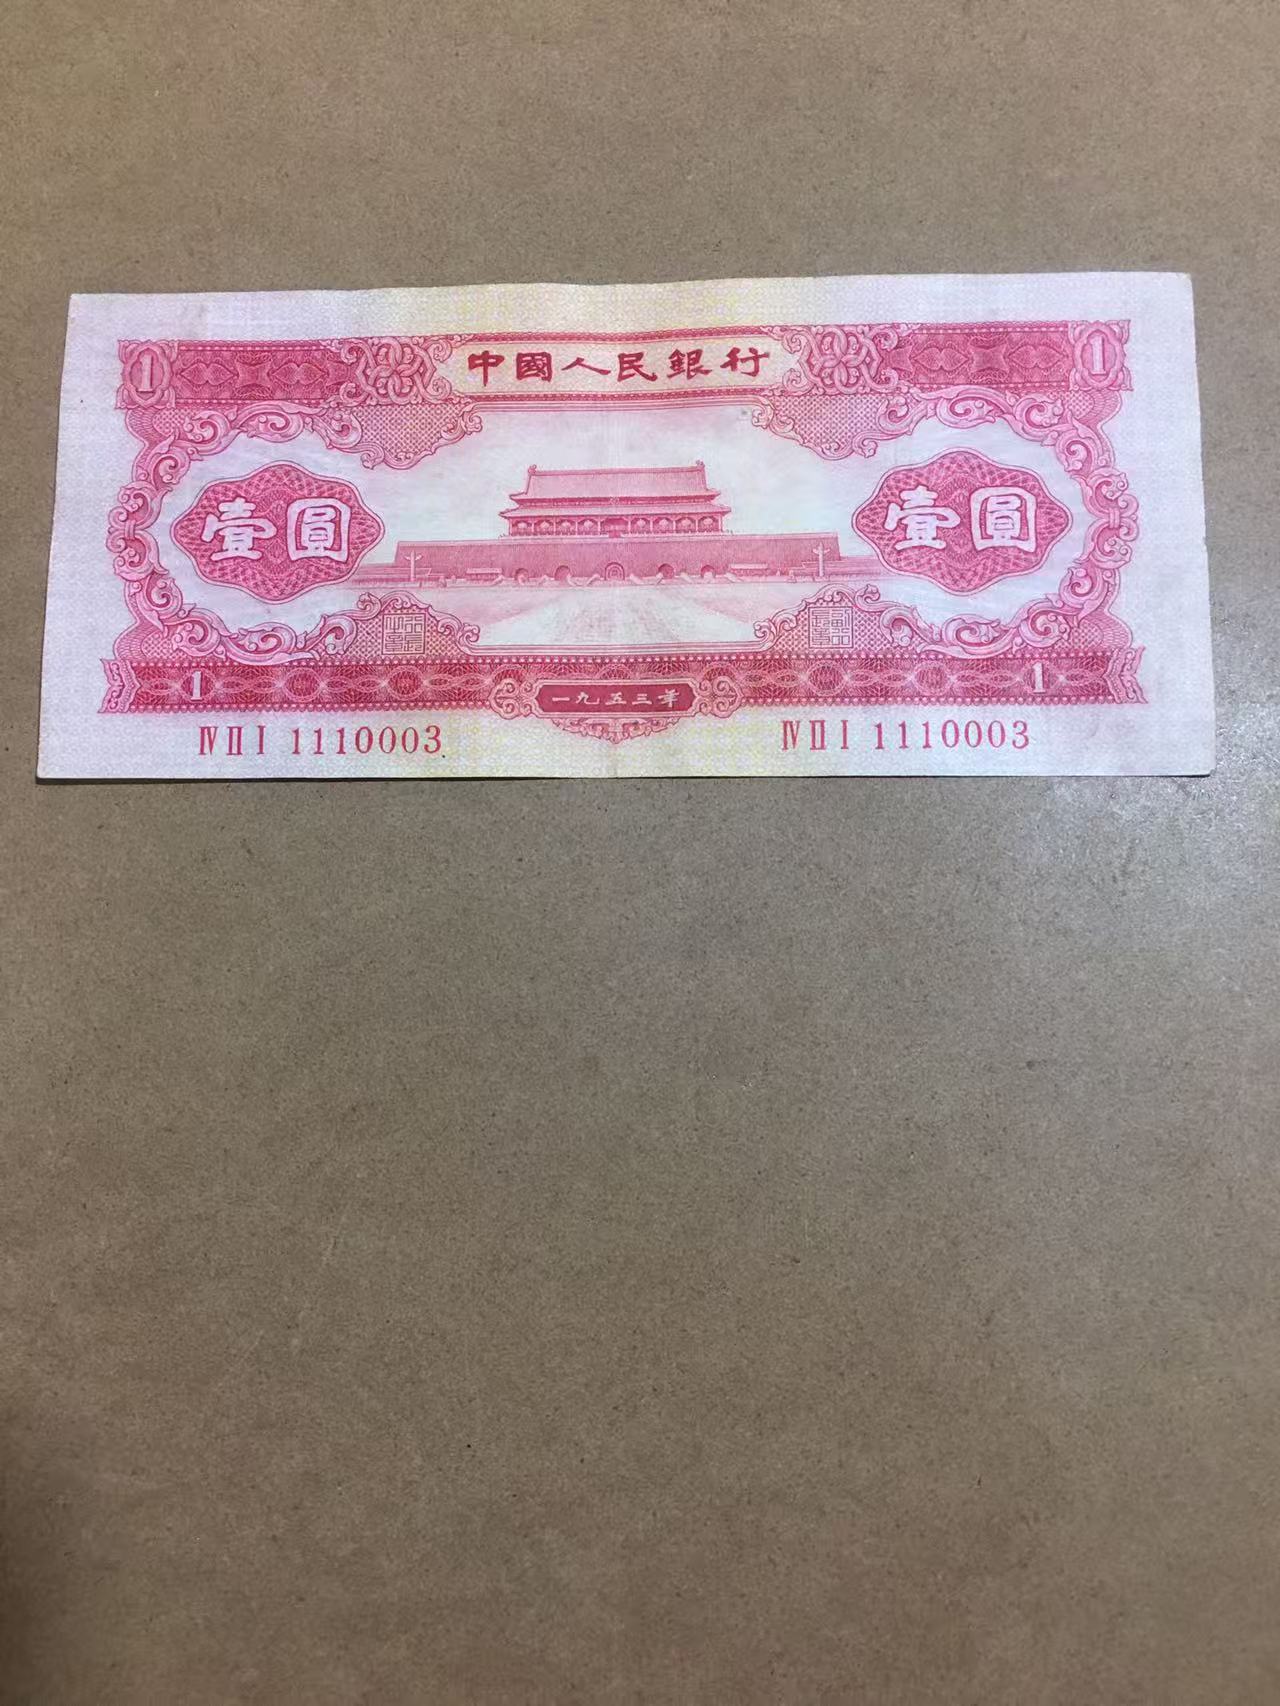 1 中國人民銀行 1
壹圓 壹圓
1 一九五三年 1
ⅣⅡⅠ 1110003 ⅣⅡⅠ 1110003